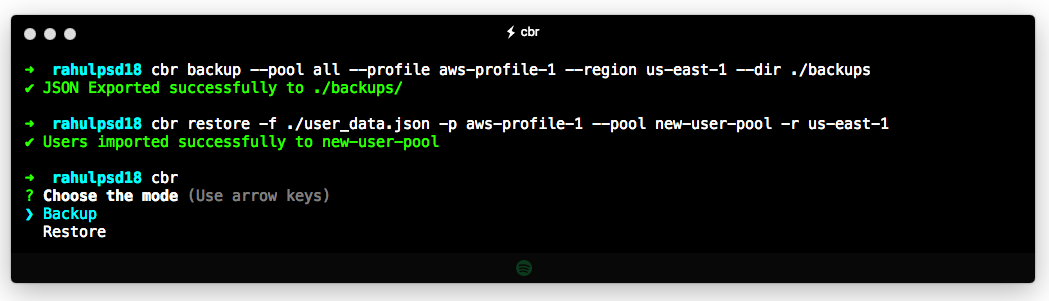 ⚡ cbr
➜ rahulpsd18 cbr backup --pool all --profile aws-profile-1 --region us-east-1 --dir ./backups
✔ JSON Exported successfully to ./backups/
➜ rahulpsd18 cbr restore -f ./user_data.json -p aws-profile-1 --pool new-user-pool -r us-east-1
✔ Users imported successfully to new-user-pool
➜ rahulpsd18 cbr
? Choose the mode (Use arrow keys)
❯ Backup
Restore